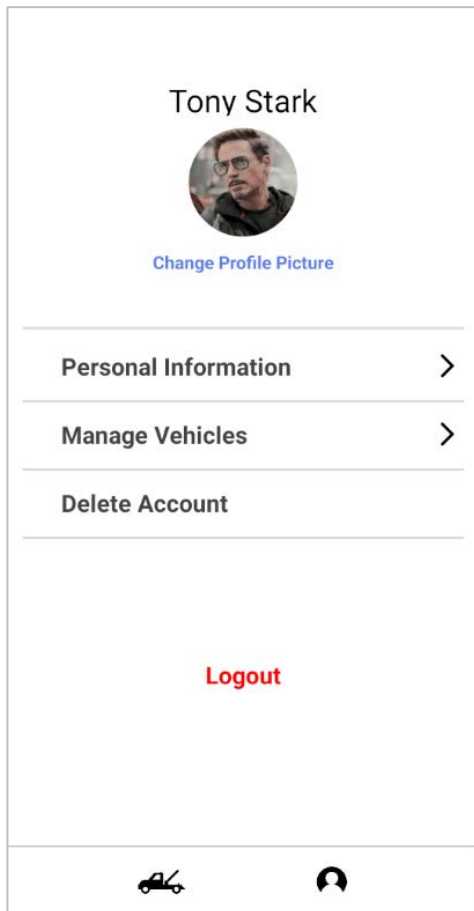 Tony Stark
Change Profile Picture
Personal Information
Manage Vehicles
Delete Account
Logout